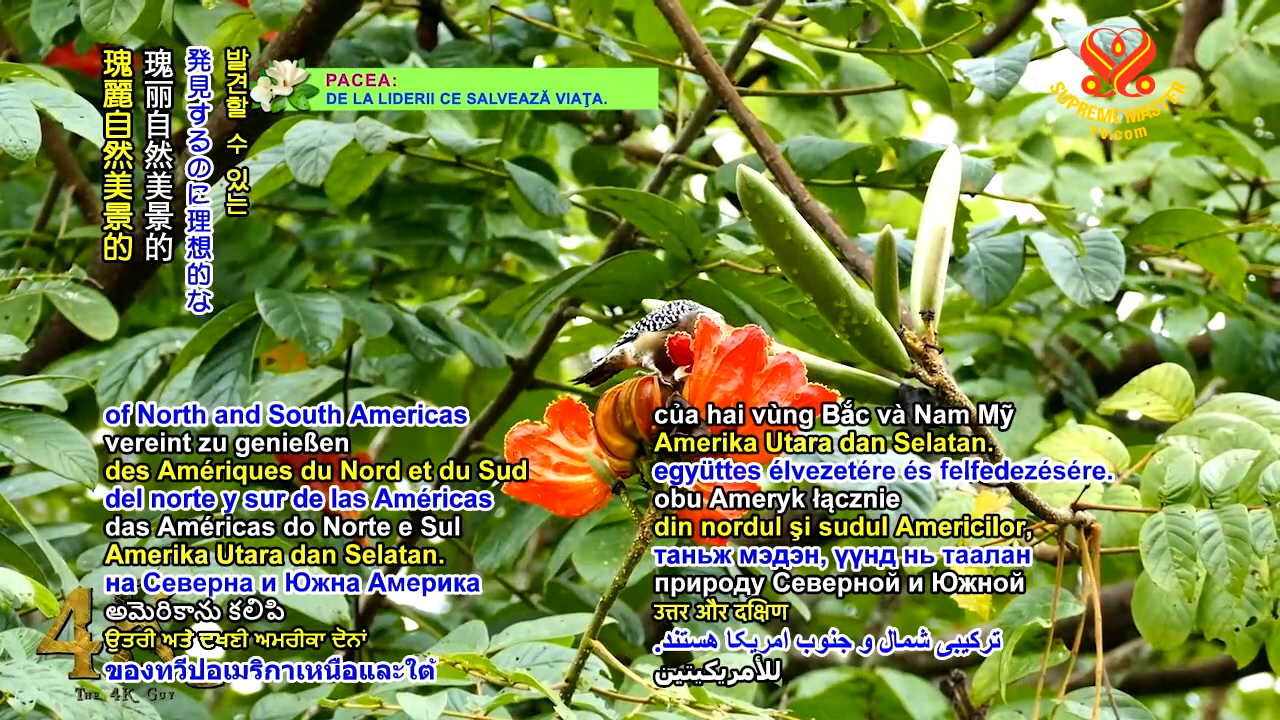 瑰麗自然美景的
瑰丽自然美景的
発見するのに理想的な
발견할 수 있는
PACEA:
DE LA LIDERII CE SALVEAZĂ VIAŢA.
SUPREME MASTER
TV.com
of North and South Americas
vereint zu genießen
des Amériques du Nord et du Sud
del norte y sur de las Américas
das Américas do Norte e Sul
Amerika Utara dan Selatan.
на Северна и Южна Америка
అమెరికాను కలిపి
ਉਤਰੀ ਅਤੇ ਦਖਣੀ ਅਮਰੀਕਾ ਦੋਨਾਂ
ของทวีปอเมริกาเหนือและใต้
của hai vùng Bắc và Nam Mỹ
Amerika Utara dan Selatan.
együttes élvezetére és felfedezésére.
obu Ameryk łącznie
din nordul şi sudul Americilor,
таньж мэдэн, үүнд нь таалан
природу Северной и Южной
उत्तर और दक्षिण
ترکیبی شمال و جنوب امریکا هستند.
للأمريكيتين
The 4K Guy